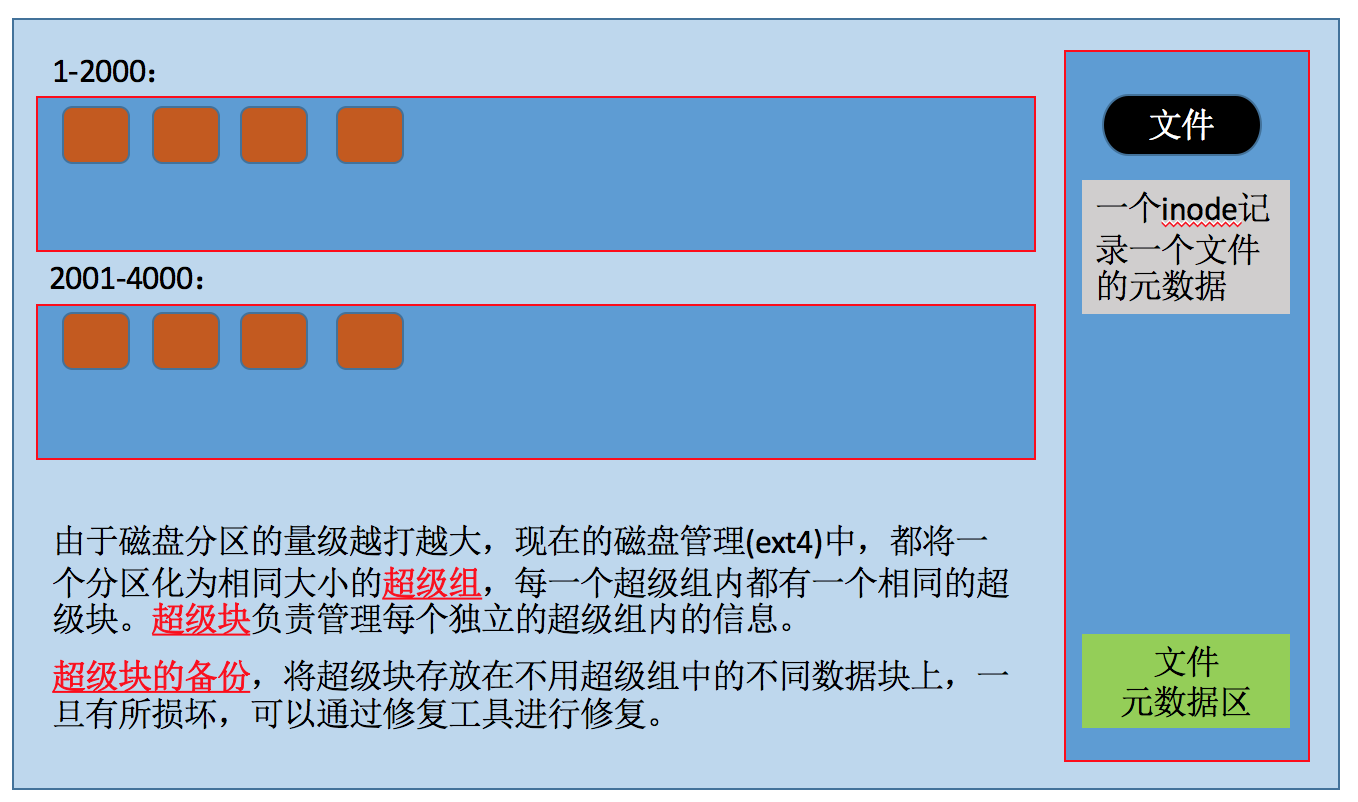 1-2000：
2001-4000：
由于磁盘分区的量级越打越大，现在的磁盘管理(ext4)中，都将一
个分区化为相同大小的超级组，每一个超级组内都有一个相同的超
级块。超级块负责管理每个独立的超级组内的信息。
超级块的备份，将超级块存放在不用超级组中的不同数据块上，一
旦有所损坏，可以通过修复工具进行修复。
文件
一个inode记
录一个文件
的元数据
文件
元数据区